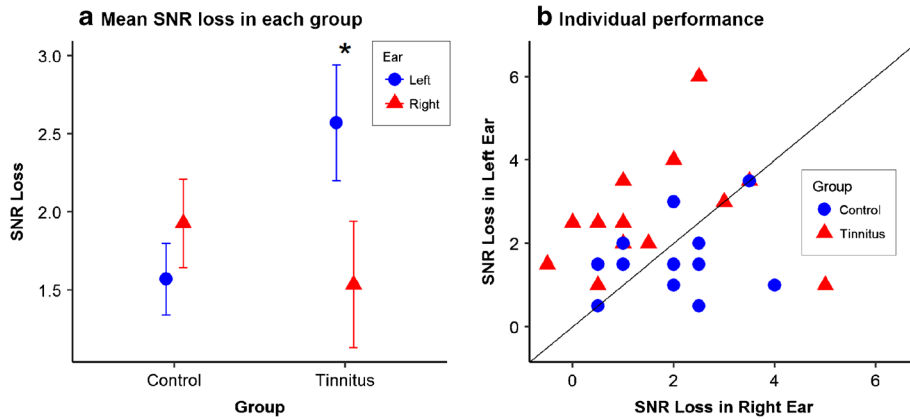 a Mean SNR loss in each group
*
Ear
Left
Right
3.0
2.5
2.0
1.5
SNR Loss
Control
Tinnitus
Group
b Individual performance
6
4
2
0
SNR Loss in Left Ear
Group
Control
Tinnitus
0
2
4
6
SNR Loss in Right Ear